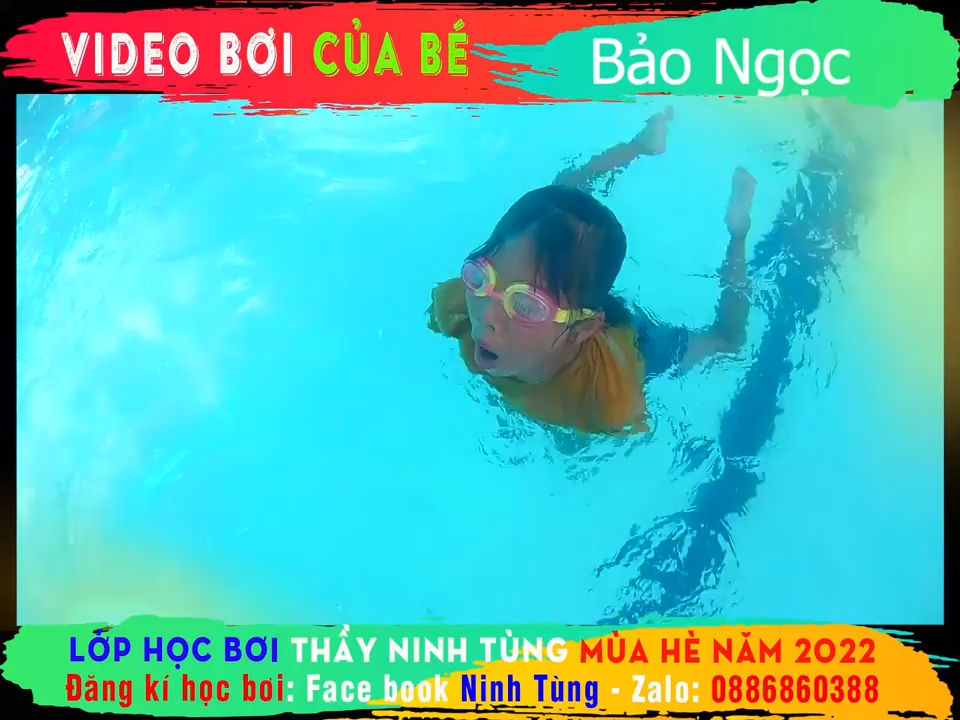 VIDEO BƠI CỦA BÉ
Bảo Ngọc
LỚP HỌC BƠI THẦY NINH TÙNG MÙA HÈ NĂM 2022
Đăng kí học bơi: Face book Ninh Tùng - Zalo: 0886860388